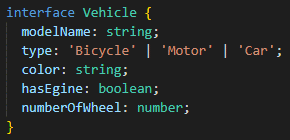 interface Vehicle {
  modelName: string;
  type: 'Bicycle' | 'Motor' | 'Car';
  color: string;
  hasEgine: boolean;
  numberOfWheel: number;
}